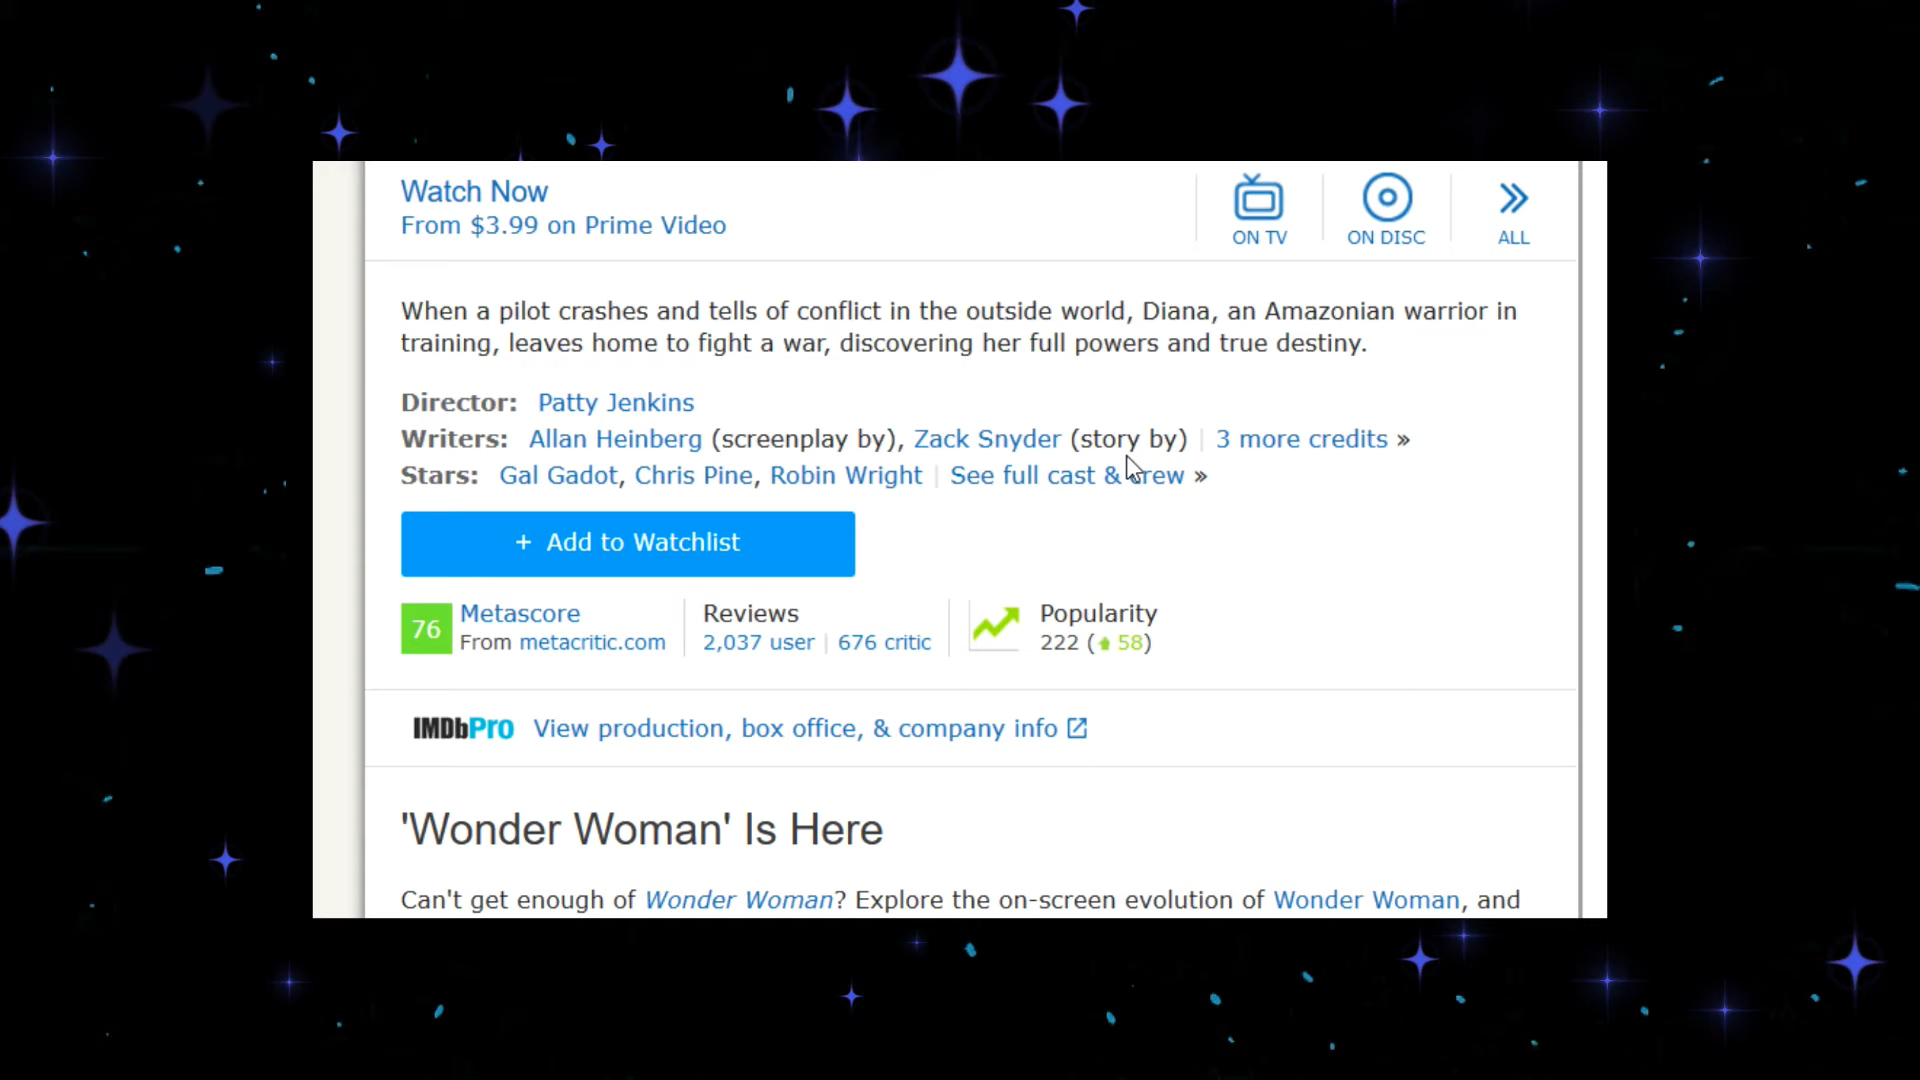 Watch Now
From $3.99 on Prime Video
ON TV
ON DISC
ALL
When a pilot crashes and tells of conflict in the outside world, Diana, an Amazonian warrior in
training, leaves home to fight a war, discovering her full powers and true destiny.
Director: Patty Jenkins
Writers: Allan Heinberg (screenplay by), Zack Snyder (story by) | 3 more credits »
Stars: Gal Gadot, Chris Pine, Robin Wright | See full cast & crew »
+ Add to Watchlist
76 Metascore
From metacritic.com
Reviews
2,037 user | 676 critic
Popularity
222 (58)
IMDbPro View production, box office, & company info
'Wonder Woman' Is Here
Can't get enough of Wonder Woman? Explore the on-screen evolution of Wonder Woman, and